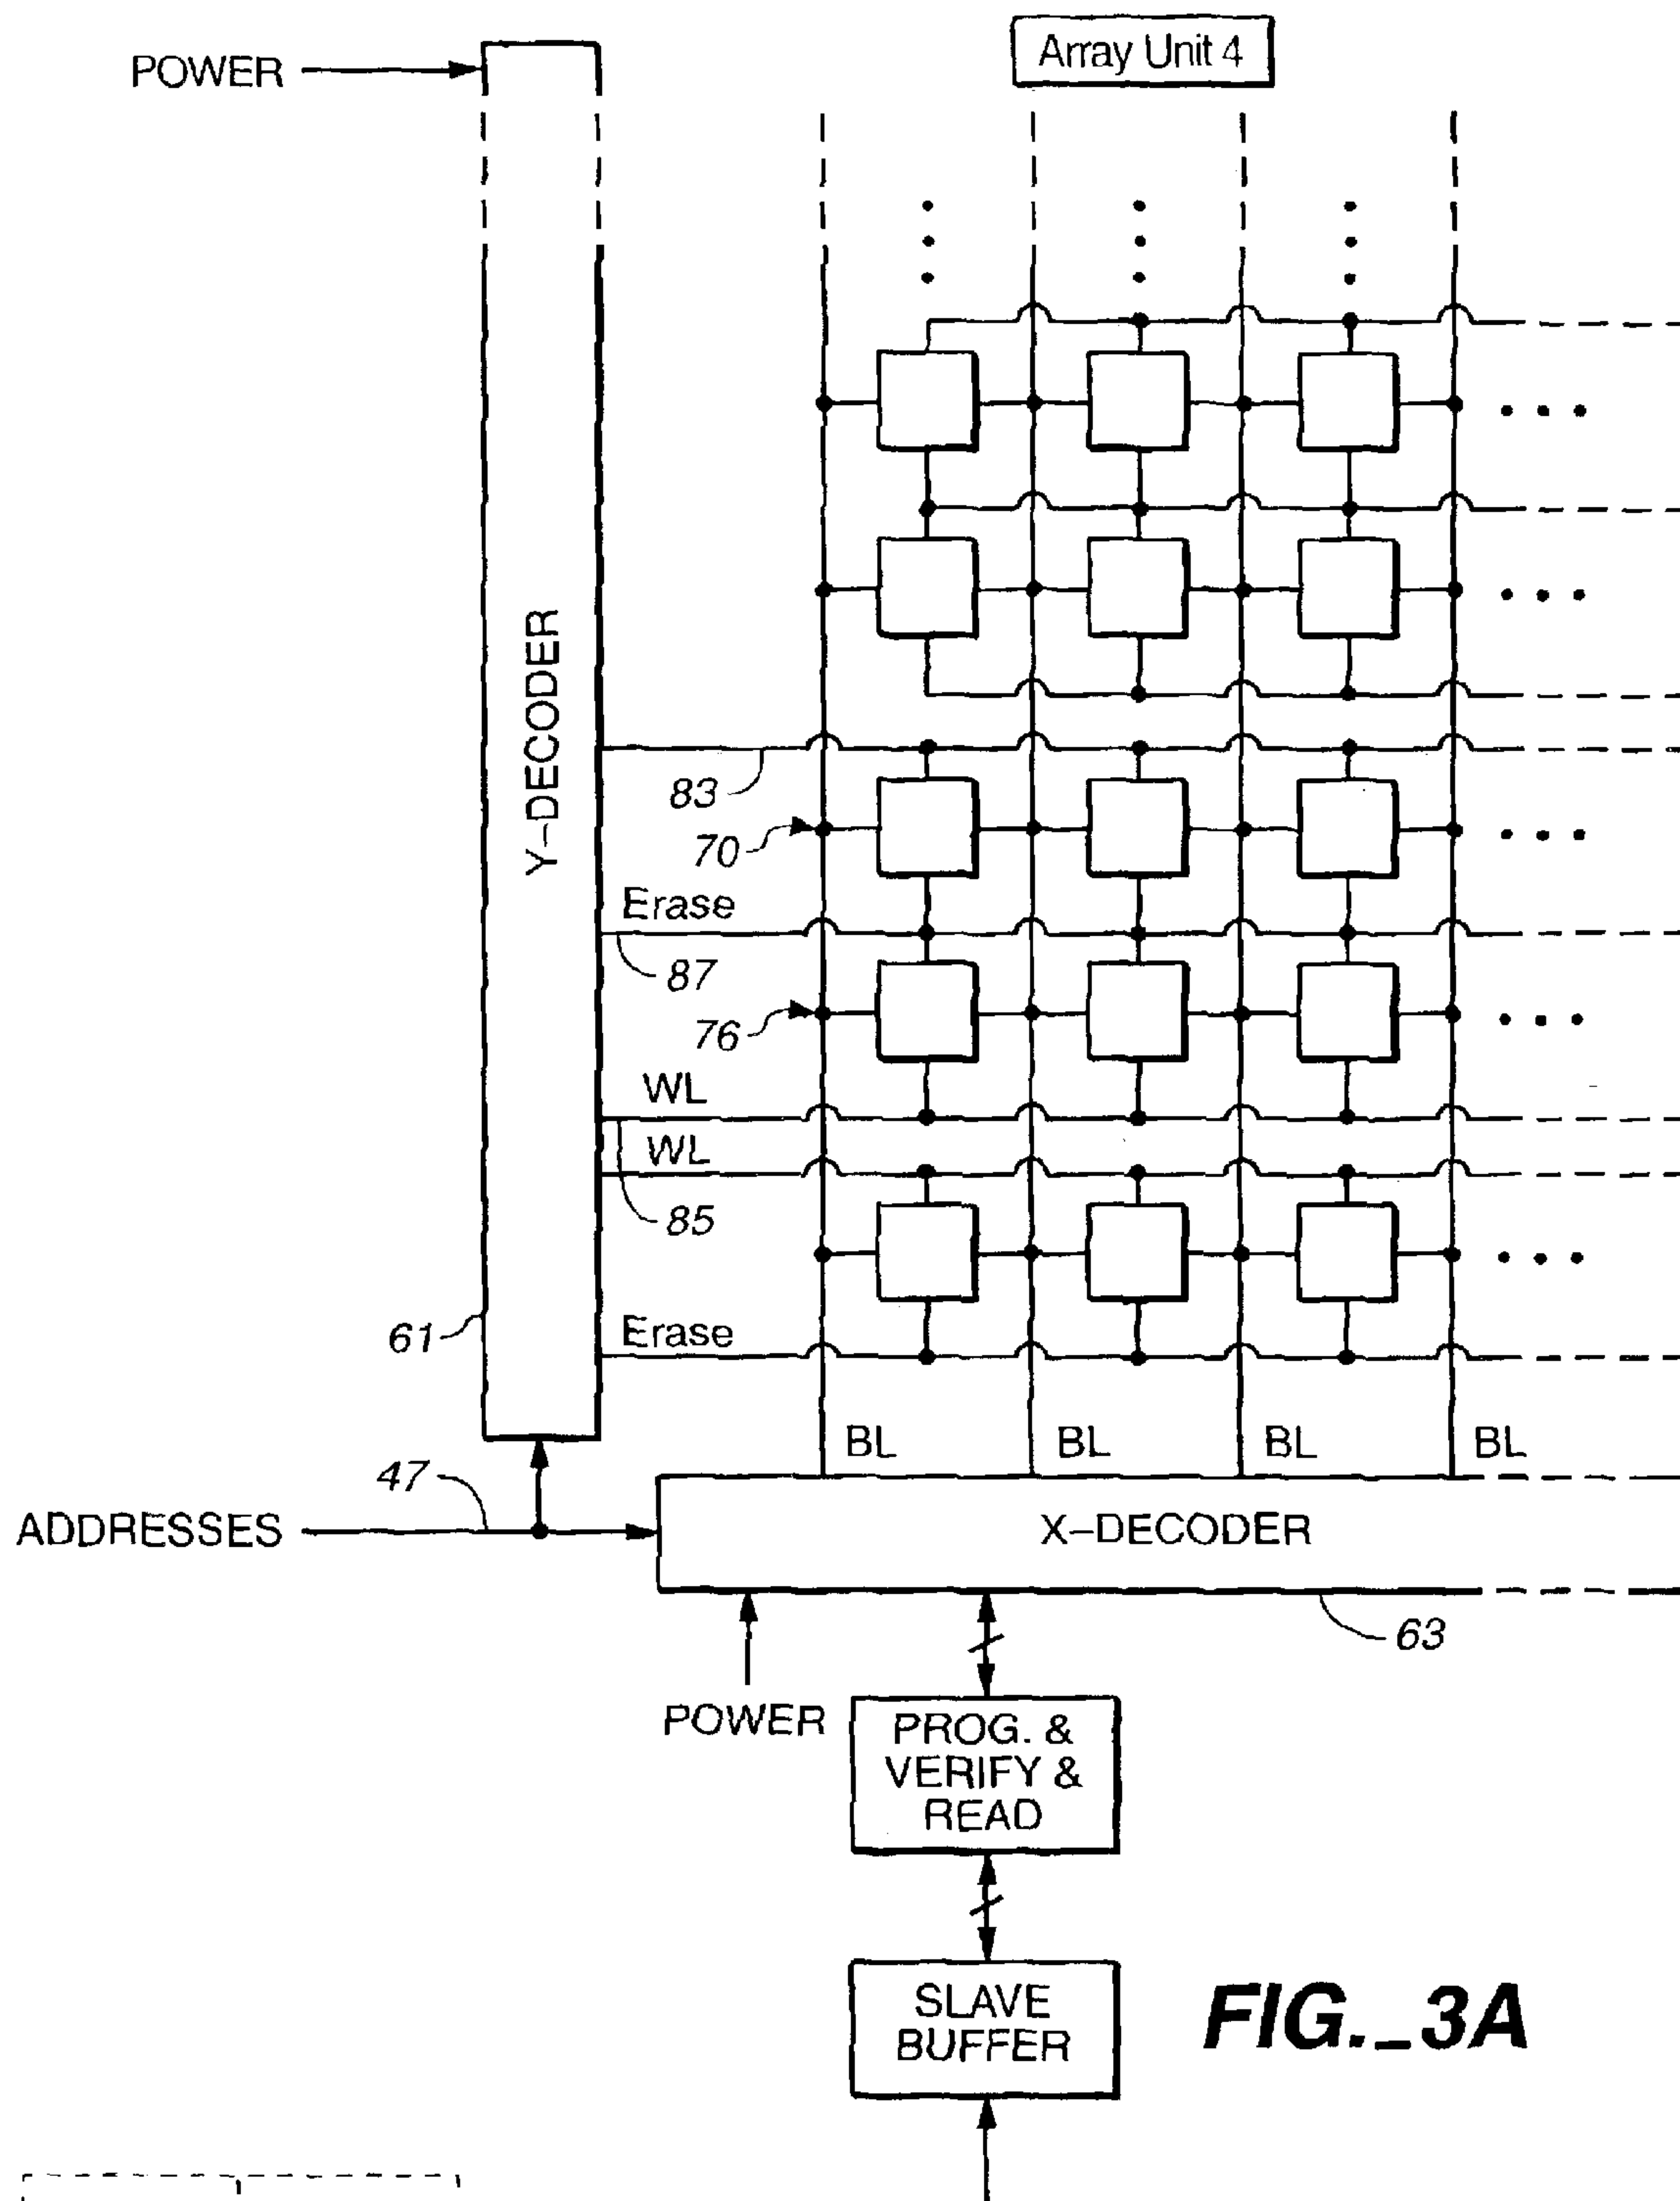 Array Unit 4
POWER
Y-DECODER
83
70
Erase
87
76
WL
WL
85
61
Erase
BL
BL
BL
BL
47
ADDRESSES
X-DECODER
63
POWER
PROG. &
VERIFY &
READ
SLAVE
BUFFER
FIG._3A